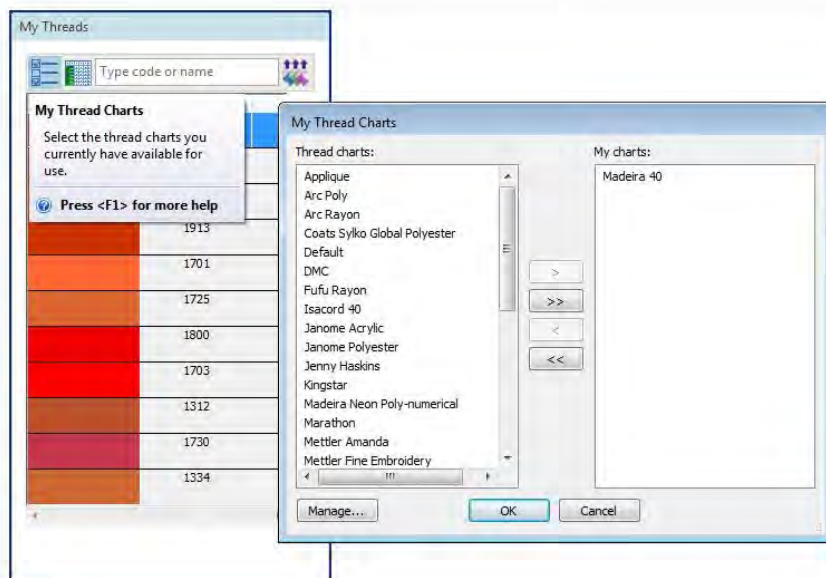 My Threads
Type code or name
My Thread Charts
Select the thread charts you
currently have available for
use.
Press <F1> for more help
1913
1701
1725
1800
1703
1312
1730
1334
My Thread Charts
Thread charts:
My charts:
Applique
Arc Poly
Arc Rayon
Coats Sylko Global Polyester
Default
DMC
Fufu Rayon
Isacord 40
Janome Acrylic
Janome Polyester
Jenny Haskins
Kingstar
Madeira Neon Poly-numerical
Marathon
Mettler Amanda
Mettler Fine Embroidery
Madeira 40
>
>>
<
<<
Manage...
OK
Cancel